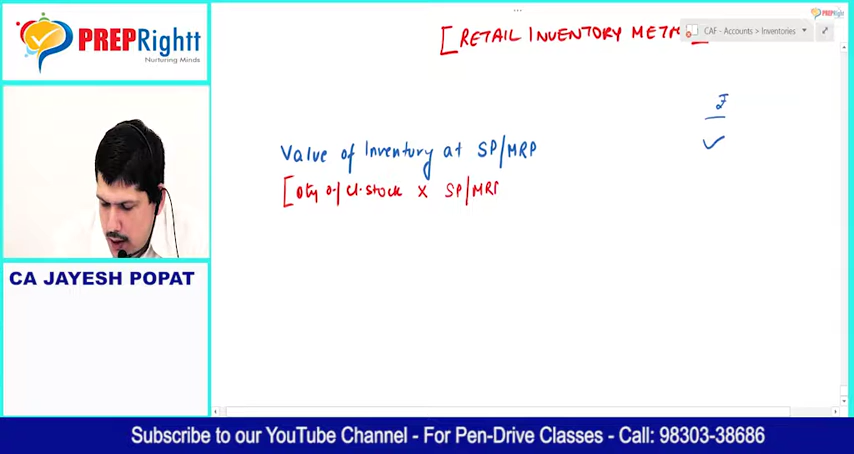 PREPRightt
Nurturing Minds
[RETAIL INVENTORY METH
CAF - Accounts > Inventories
PREPRightt
₹
Value of Inventory at SP/MRP
[Qty of cl. stock x SP/MRP
CA JAYESH POPAT
Subscribe to our YouTube Channel - For Pen-Drive Classes - Call: 98303-38686